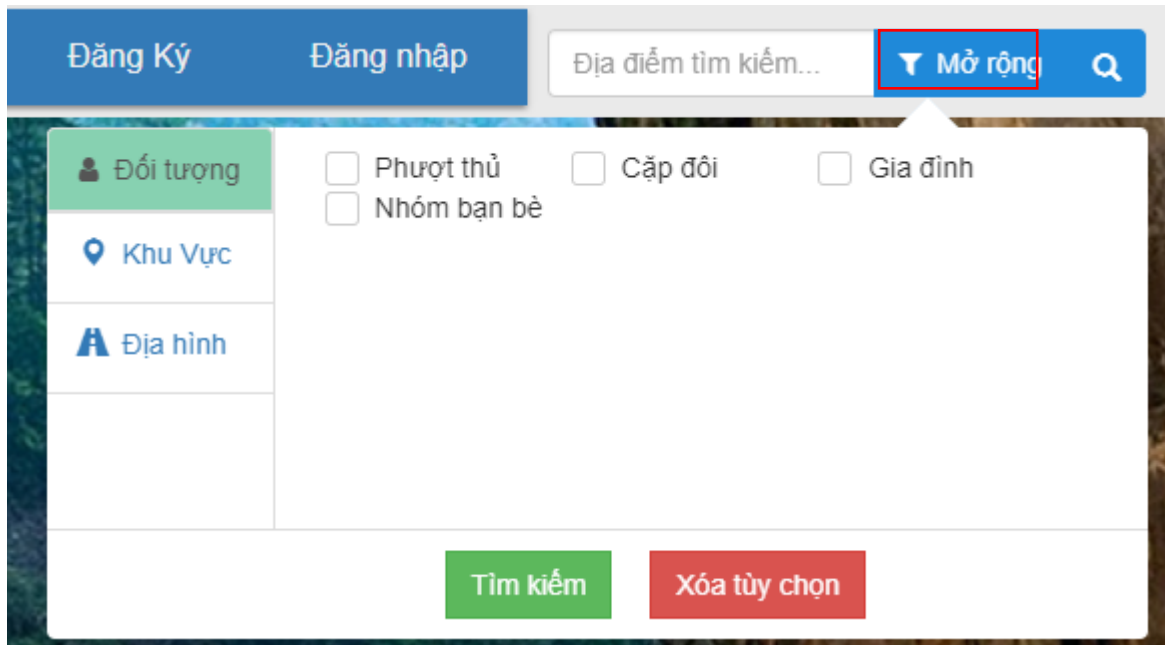 Đăng Ký Đăng nhập Địa điểm tìm kiếm... Mở rộng
Đối tượng
Phượt thủ Cặp đôi Gia đình
Nhóm bạn bè
Khu Vực
Địa hình
Tìm kiếm Xóa tùy chọn